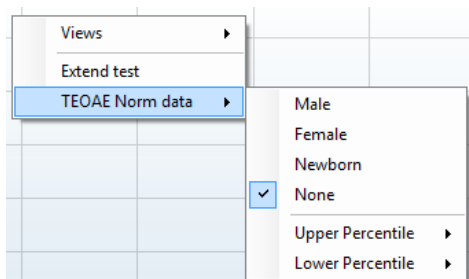 Views
Extend test
TEOAE Norm data
Male
Female
Newborn
None
Upper Percentile
Lower Percentile